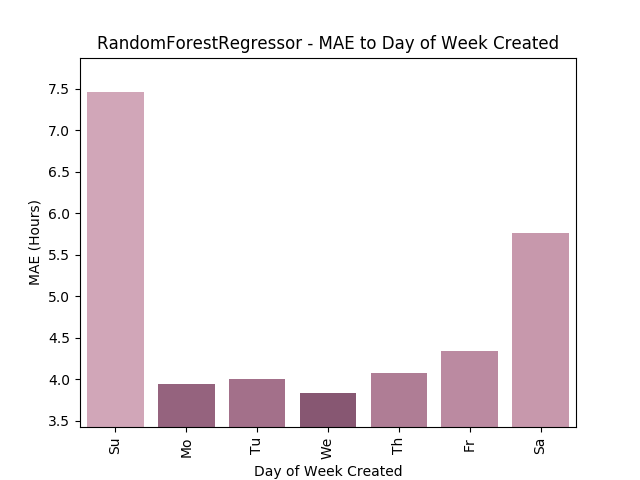 RandomForestRegressor - MAE to Day of Week Created
MAE (Hours)
7.5
7.0
6.5
6.0
5.5
5.0
4.5
4.0
3.5
Su
Mo
Tu
We
Th
Fr
Sa
Day of Week Created